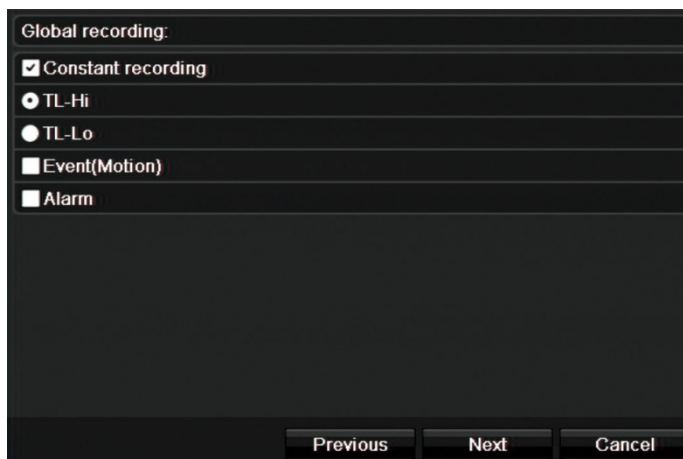 Global recording:
Constant recording
TL-Hi
TL-Lo
Event(Motion)
Alarm
Previous Next Cancel